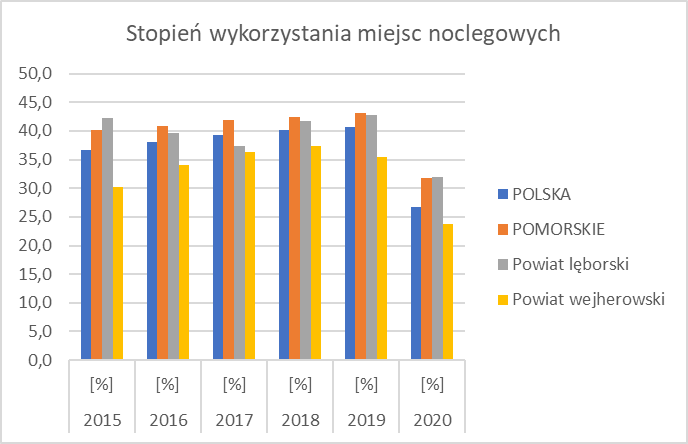 Stopień wykorzystania miejsc noclegowych
50,0
45,0
40,0
35,0
30,0
25,0
20,0
15,0
10,0
5,0
0,0
[%] [%] [%] [%] [%] [%]
2015 2016 2017 2018 2019 2020
POLSKA
POMORSKIE
Powiat lęborski
Powiat wejherowski